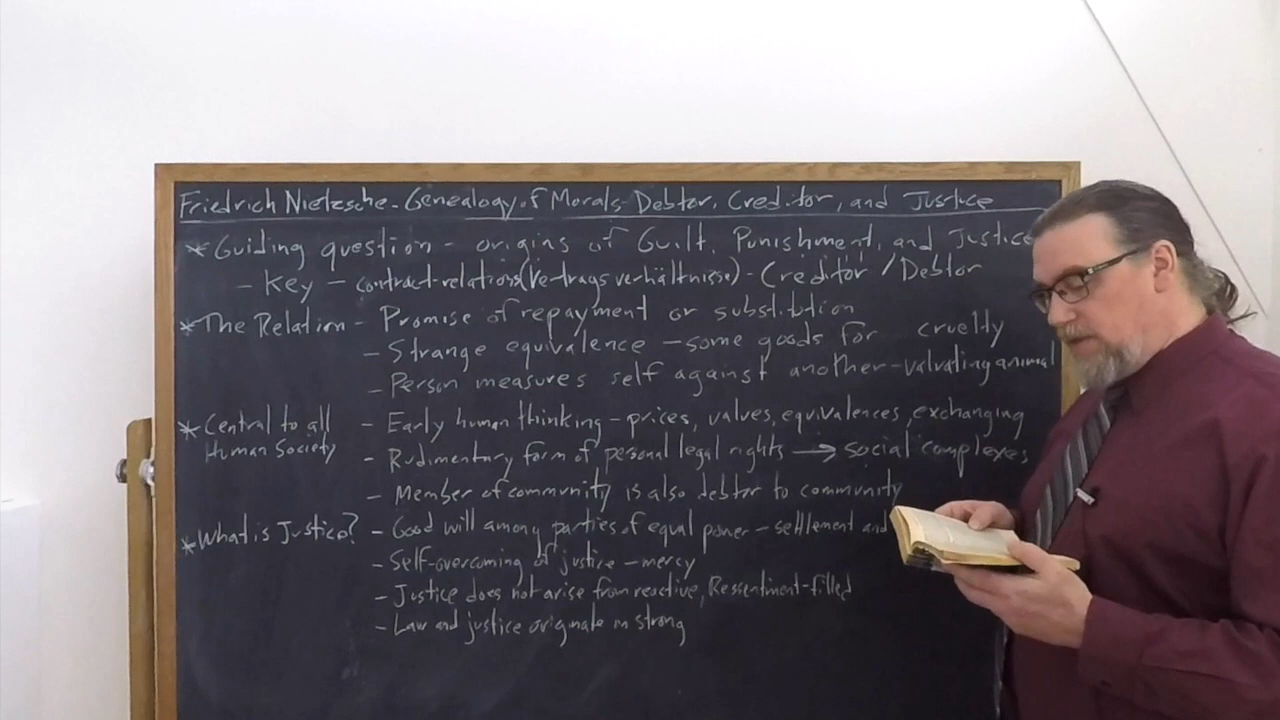 Friedrich Nietzsche - Genealogy of Morals - Debtor, Creditor, and Justice
* Guiding question - origins of Guilt, Punishment, and Justice
- Key - contract-relations (Vertragsverhältnisse) - Creditor / Debtor
* The Relation - Promise of repayment or substitution
- Strange equivalence - some goods for cruelty
- Person measures self against another - valuating animal
* Central to all Human Society - Early human thinking - prices, values, equivalences, exchanging
- Rudimentary form of personal legal rights → social complexes
- Member of community is also debtor to community
* What is Justice? - Good will among parties of equal power - settlement and
- Self-overcoming of justice - mercy
- Justice does not arise from reactive, Ressentiment-filled
- Law and justice originate in strong